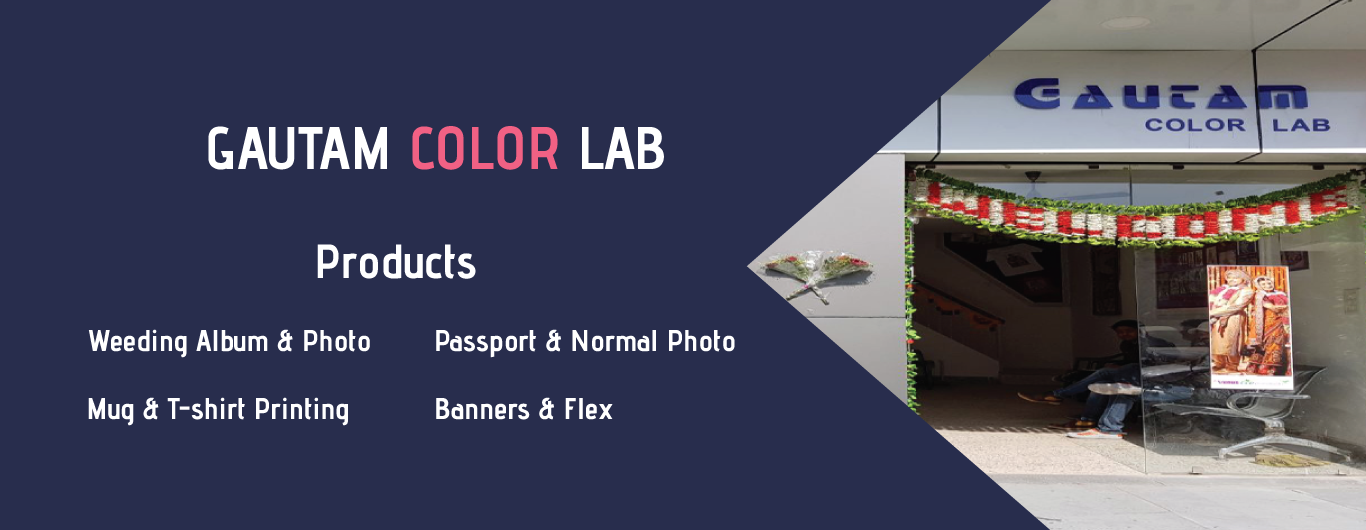 GAUTAM COLOR LAB
Products
Weeding Album & Photo
Passport & Normal Photo
Mug & T-shirt Printing
Banners & Flex
GAUTAM
COLOR LAB